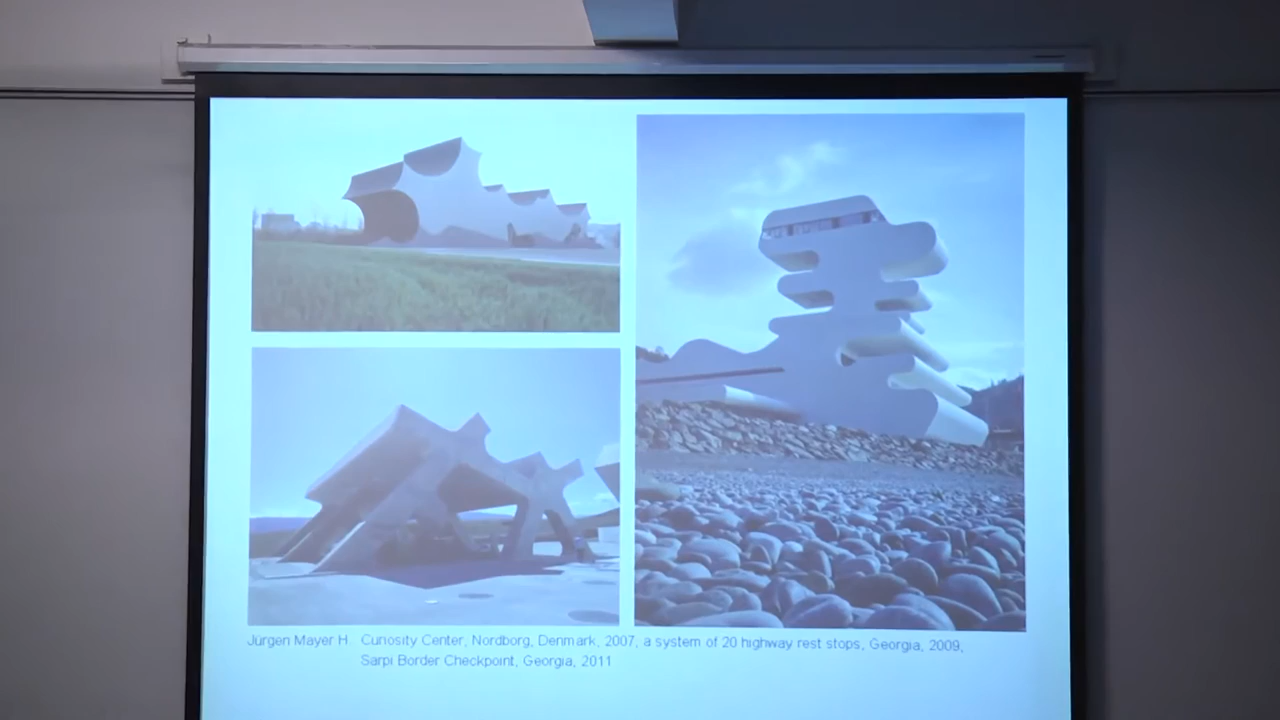 Jürgen Mayer H. Curiosity Center, Nordborg, Denmark, 2007, a system of 20 highway rest stops, Georgia, 2009,
Sarpi Border Checkpoint, Georgia, 2011